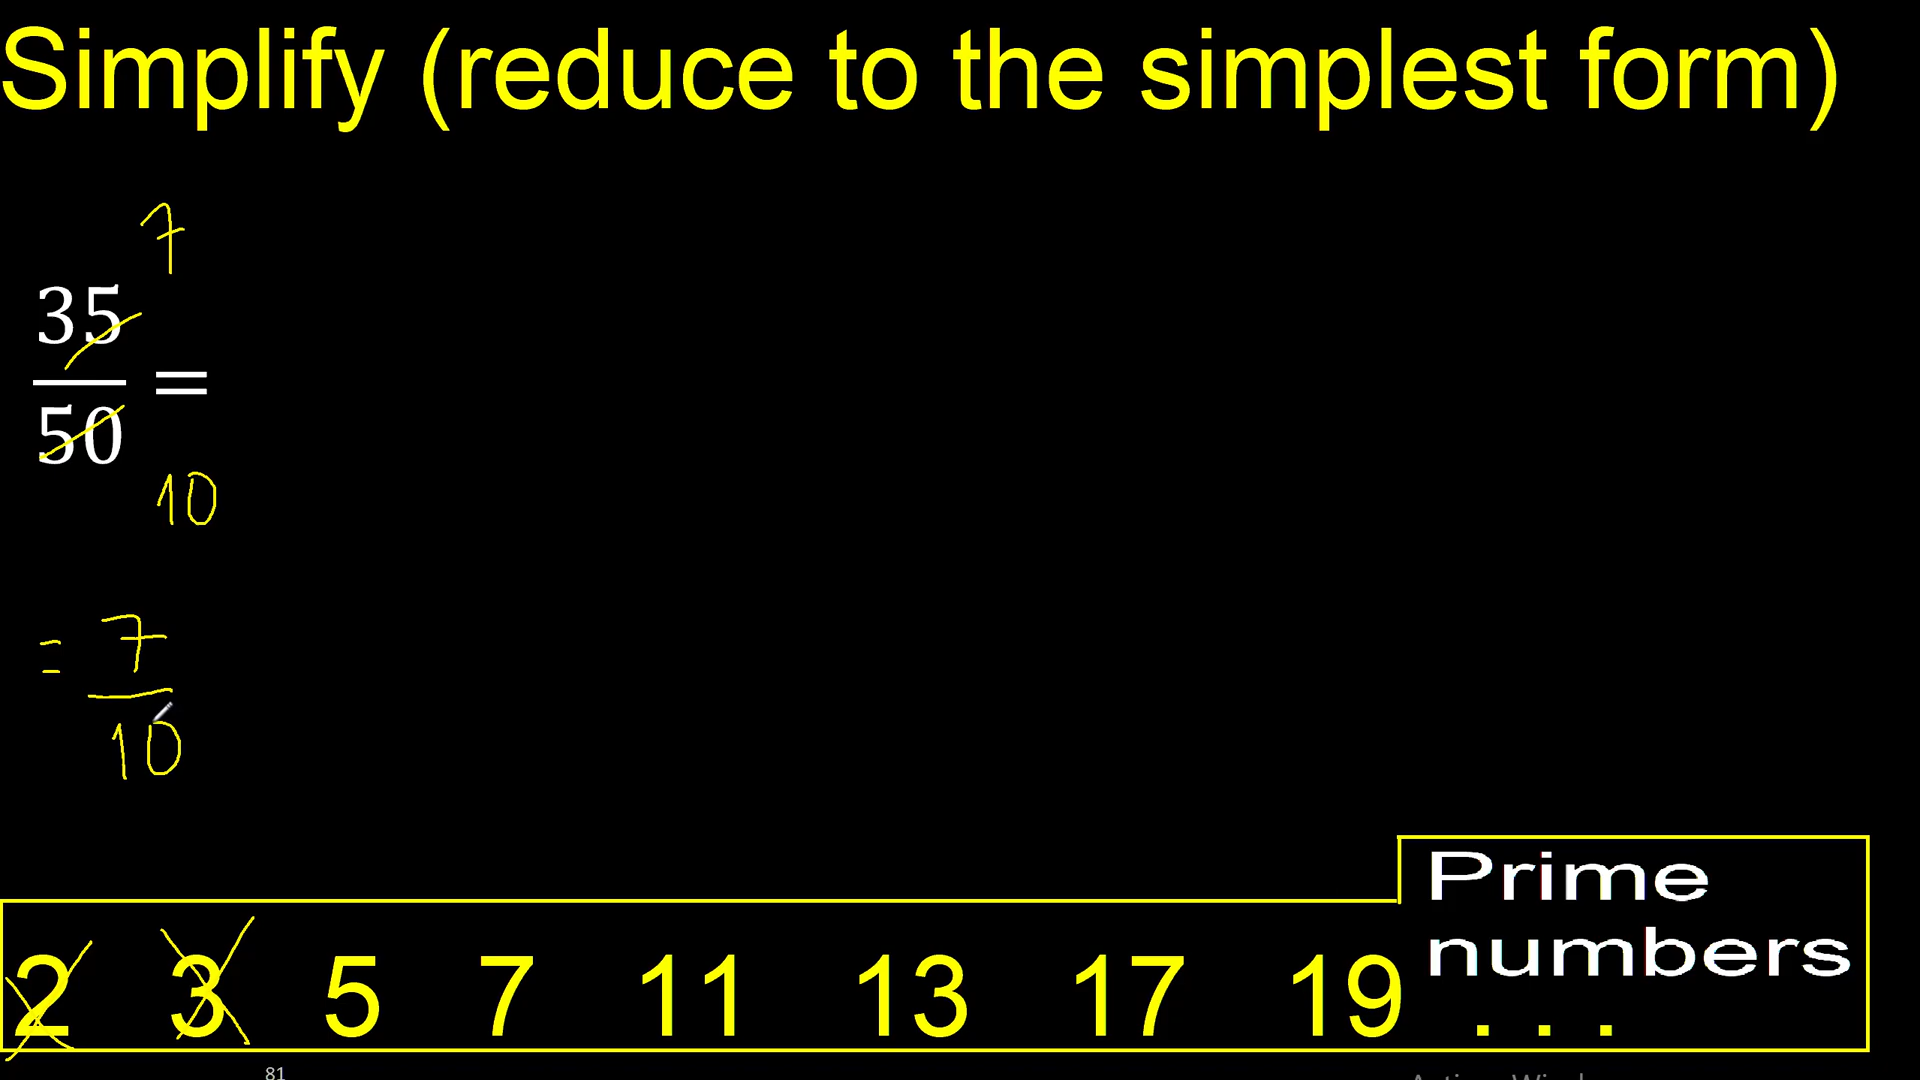 Simplify (reduce to the simplest form)
7
35
50
=
10
= 7
10
Prime
numbers
2 3 5 7 11 13 17 19 . . .
81